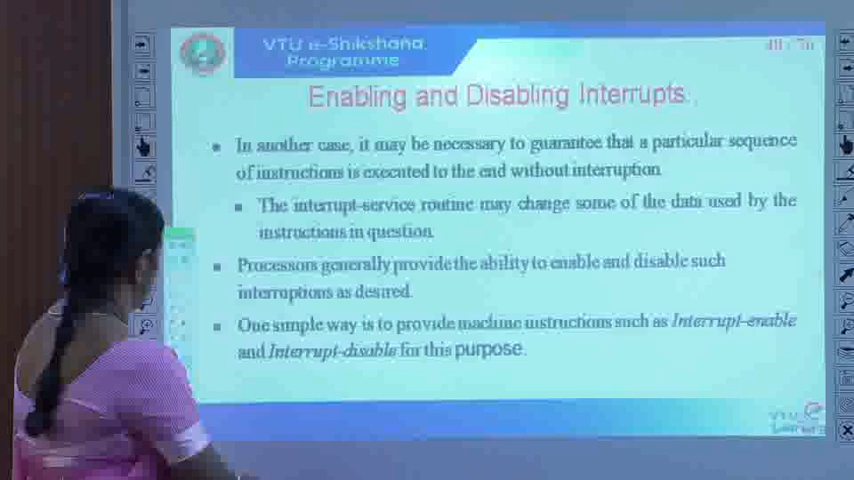 VTU e-Shikshana
Programme
Enabling and Disabling Interrupts
In another case, it may be necessary to guarantee that a particular sequence
of instructions is executed to the end without interruption
The interrupt-service routine may change some of the data used by the
instructions in question
Processors generally provide the ability to enable and disable such
interruptions as desired.
One simple way is to provide machine instructions such as Interrupt-enable
and Interrupt-disable for this purpose.
VTU